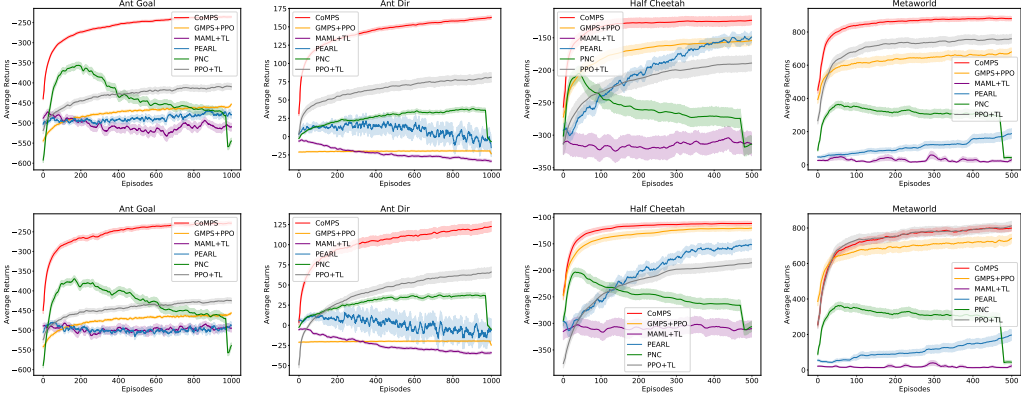 Ant Goal
Average Returns
−250
−300
−350
−400
−450
−500
−550
−600
0 200 400 600 800 1000
Episodes
CoMPS
GMPS+PPO
MAML+TL
PEARL
PNC
PPO+TL
Ant Dir
Average Returns
175
150
125
100
75
50
25
0
−25
0 200 400 600 800 1000
Episodes
CoMPS
GMPS+PPO
MAML+TL
PEARL
PNC
PPO+TL
Half Cheetah
Average Returns
−150
−200
−250
−300
−350
0 100 200 300 400 500
Episodes
CoMPS
GMPS+PPO
MAML+TL
PEARL
PNC
PPO+TL
Metaworld
Average Returns
800
600
400
200
0
0 100 200 300 400 500
Episodes
CoMPS
GMPS+PPO
MAML+TL
PEARL
PNC
PPO+TL
Ant Goal
Average Returns
−250
−300
−350
−400
−450
−500
−550
−600
0 200 400 600 800 1000
Episodes
CoMPS
GMPS+PPO
MAML+TL
PEARL
PNC
PPO+TL
Ant Dir
Average Returns
125
100
75
50
25
0
−25
−50
0 200 400 600 800 1000
Episodes
CoMPS
GMPS+PPO
MAML+TL
PEARL
PNC
PPO+TL
Half Cheetah
Average Returns
−100
−150
−200
−250
−300
−350
0 100 200 300 400 500
Episodes
CoMPS
GMPS+PPO
MAML+TL
PEARL
PNC
PPO+TL
Metaworld
Average Returns
800
600
400
200
0
0 100 200 300 400 500
Episodes
CoMPS
GMPS+PPO
MAML+TL
PEARL
PNC
PPO+TL